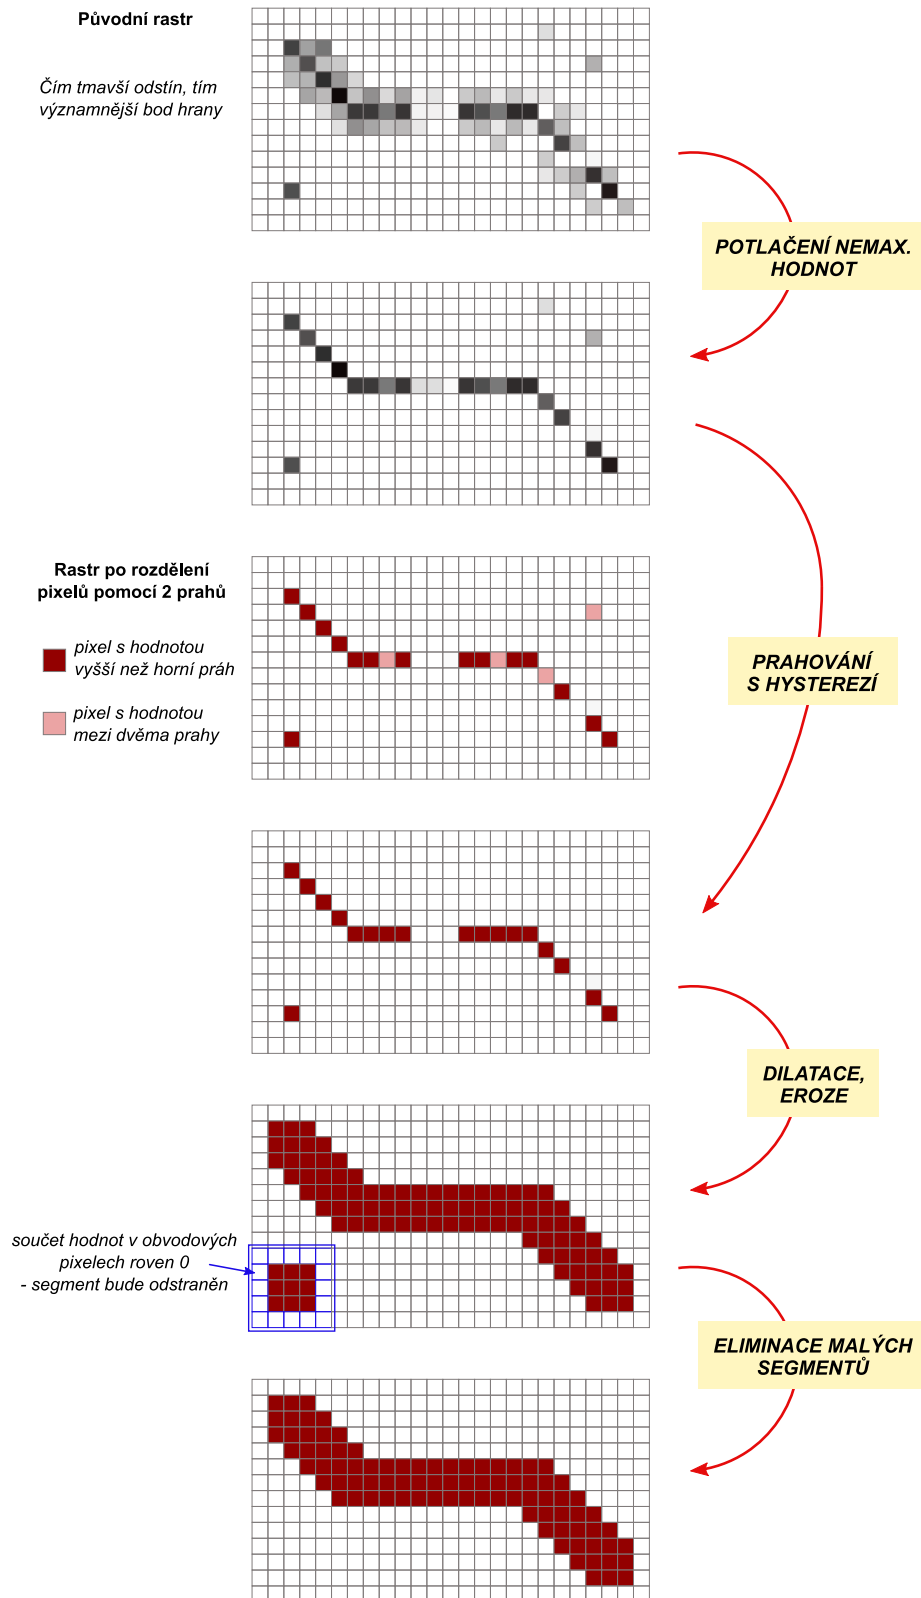 Původní rastr
Čím tmavší odstín, tím
významnější bod hrany
POTLAČENÍ NEMAX.
HODNOT
Rastr po rozdělení
pixelů pomocí 2 prahů
pixel s hodnotou
vyšší než horní práh
pixel s hodnotou
mezi dvěma prahy
PRAHOVÁNÍ
S HYSTEREZÍ
DILATACE,
EROZE
součet hodnot v obvodových
pixelech roven 0
- segment bude odstraněn
ELIMINACE MALÝCH
SEGMENTŮ